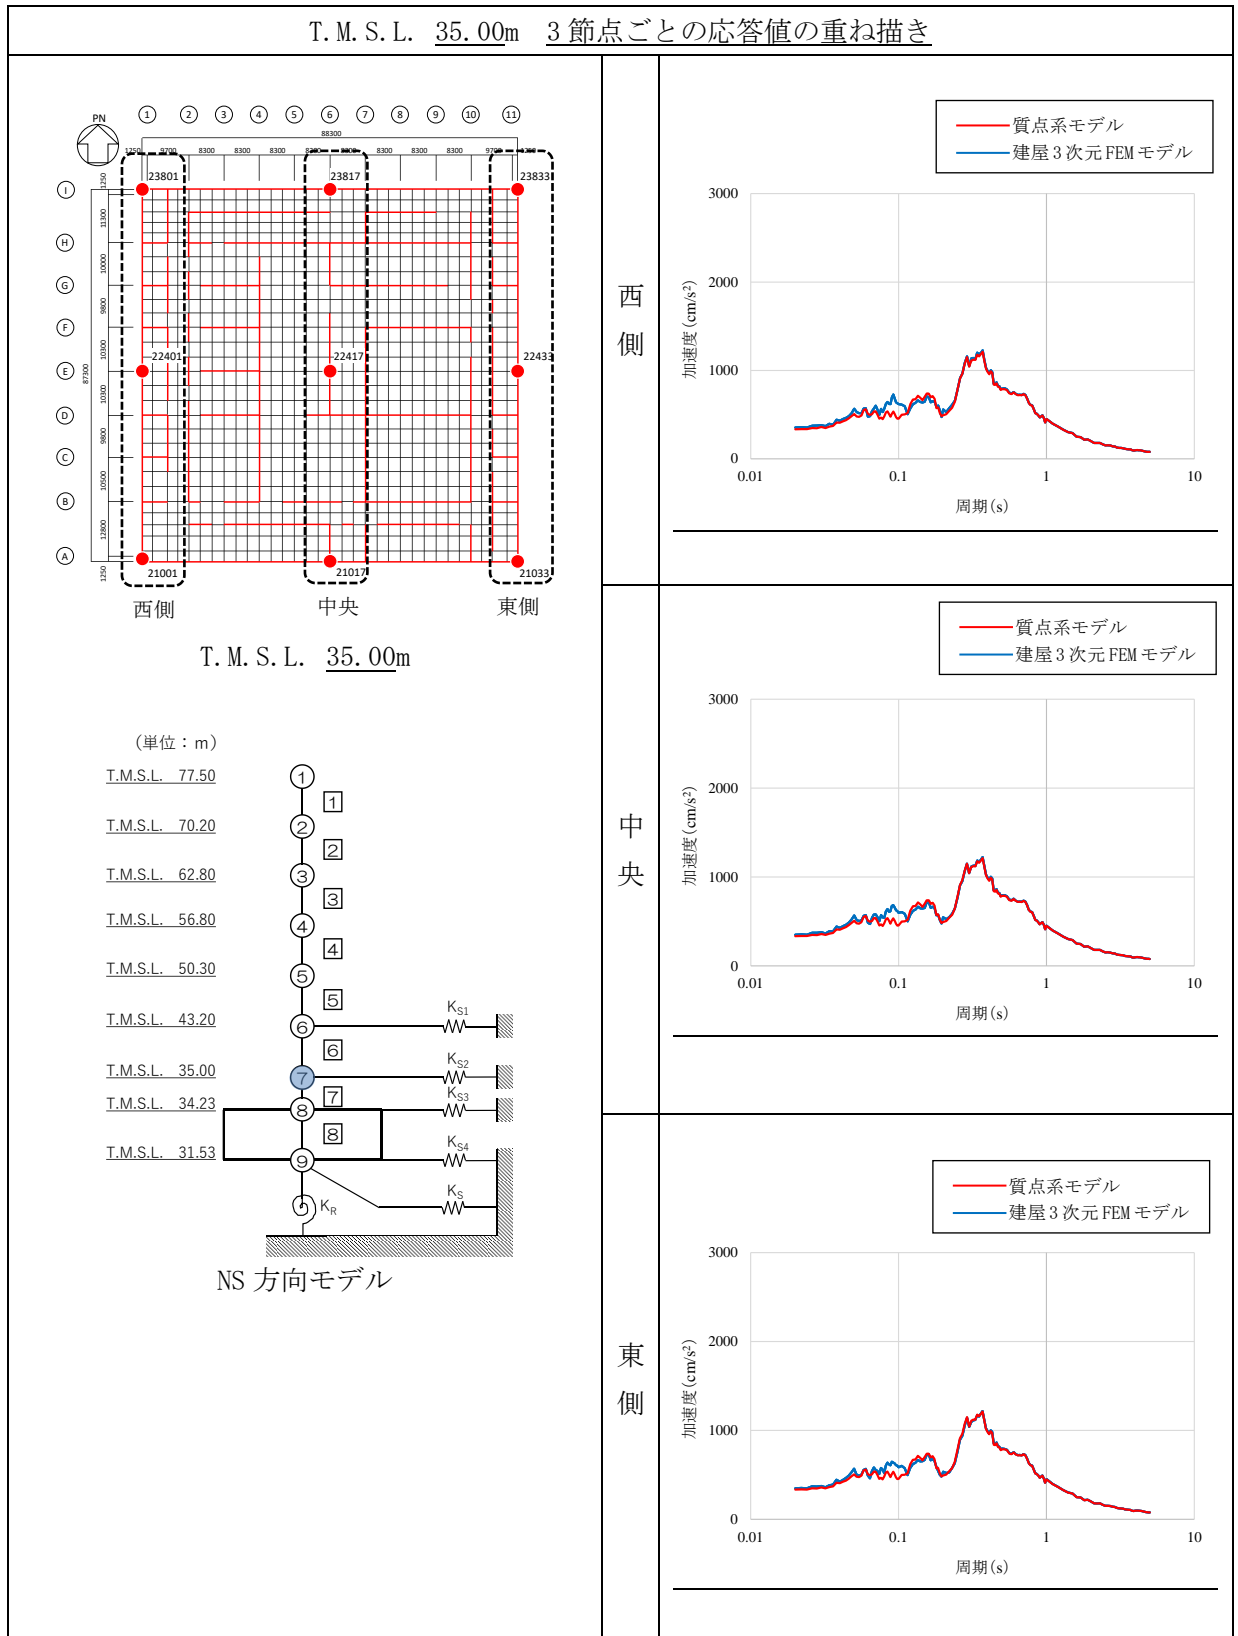 T.M.S.L. 35.00m 3節点ごとの応答値の重ね描き
PN
① ② ③ ④ ⑤ ⑥ ⑦ ⑧ ⑨ ⑩ ⑪
88300
1250 9700 8300 8300 8300 8300 8300 8300 8300 8300 9700 1250
23801 23817 23833
22401 22417 22433
21001 21017 21033
I
H
G
F
E
D
C
B
A
1250
11300
10000
9800
10300
10300
9800
10500
12800
1250
87300
西側 中央 東側
T.M.S.L. 35.00m
(単位:m)
T.M.S.L. 77.50 ①
1
T.M.S.L. 70.20 ②
2
T.M.S.L. 62.80 ③
3
T.M.S.L. 56.80 ④
4
T.M.S.L. 50.30 ⑤
5
T.M.S.L. 43.20 ⑥ KS1
6
T.M.S.L. 35.00 ⑦ KS2
7
T.M.S.L. 34.23 ⑧ KS3
8
T.M.S.L. 31.53 ⑨ KS4
KS
KR
NS 方向モデル
西側
質点系モデル
建屋3次元FEMモデル
3000
2000
1000
0
加速度(cm/s²)
0.01 0.1 1 10
周期(s)
中央
質点系モデル
建屋3次元FEMモデル
3000
2000
1000
0
加速度(cm/s²)
0.01 0.1 1 10
周期(s)
東側
質点系モデル
建屋3次元FEMモデル
3000
2000
1000
0
加速度(cm/s²)
0.01 0.1 1 10
周期(s)